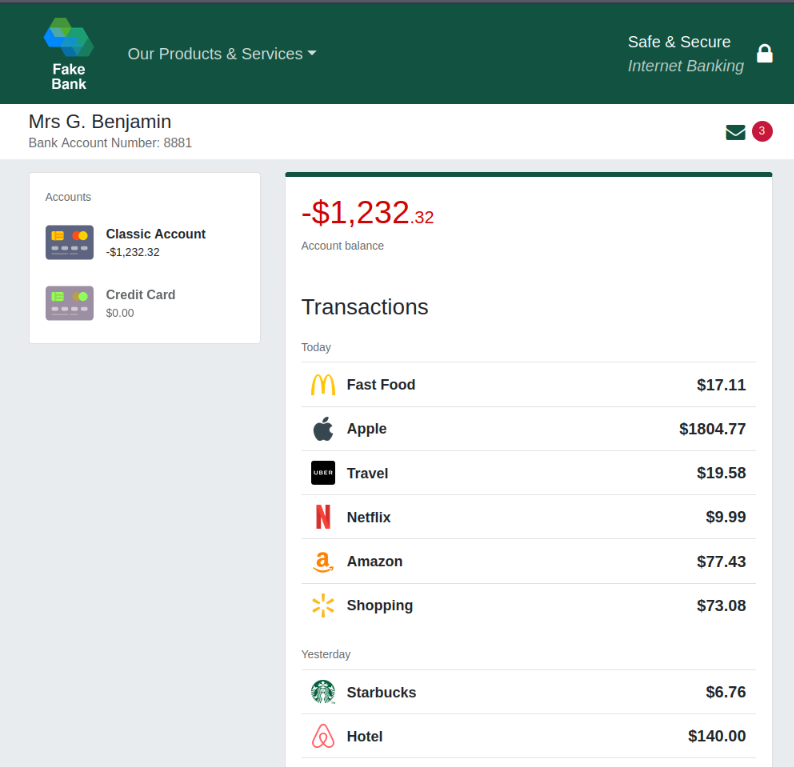 Fake
Bank
Our Products & Services
Safe & Secure
Internet Banking
Mrs G. Benjamin
Bank Account Number: 8881
3
Accounts
Classic Account
-$1,232.32
Credit Card
$0.00
-$1,232.32
Account balance
Transactions
Today
Fast Food $17.11
Apple $1804.77
UBER Travel $19.58
Netflix $9.99
Amazon $77.43
Shopping $73.08
Yesterday
Starbucks $6.76
Hotel $140.00